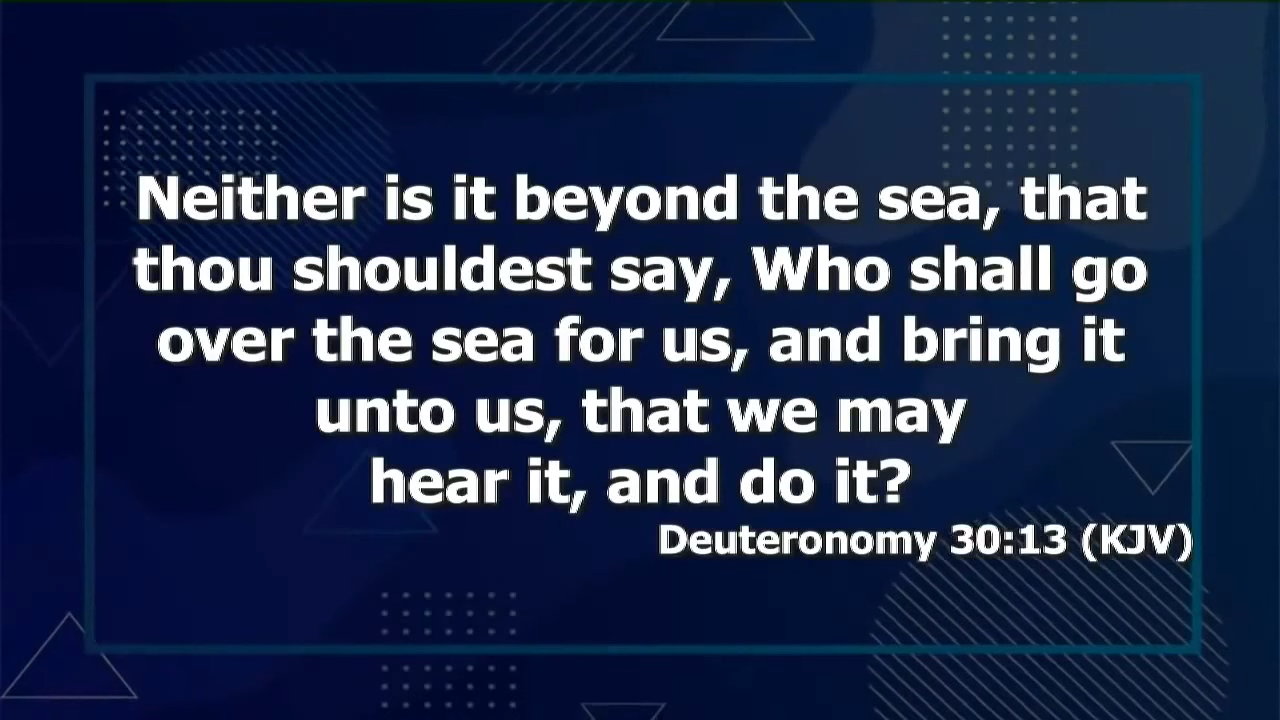 Neither is it beyond the sea, that
thou shouldest say, Who shall go
over the sea for us, and bring it
unto us, that we may
hear it, and do it?
Deuteronomy 30:13 (KJV)